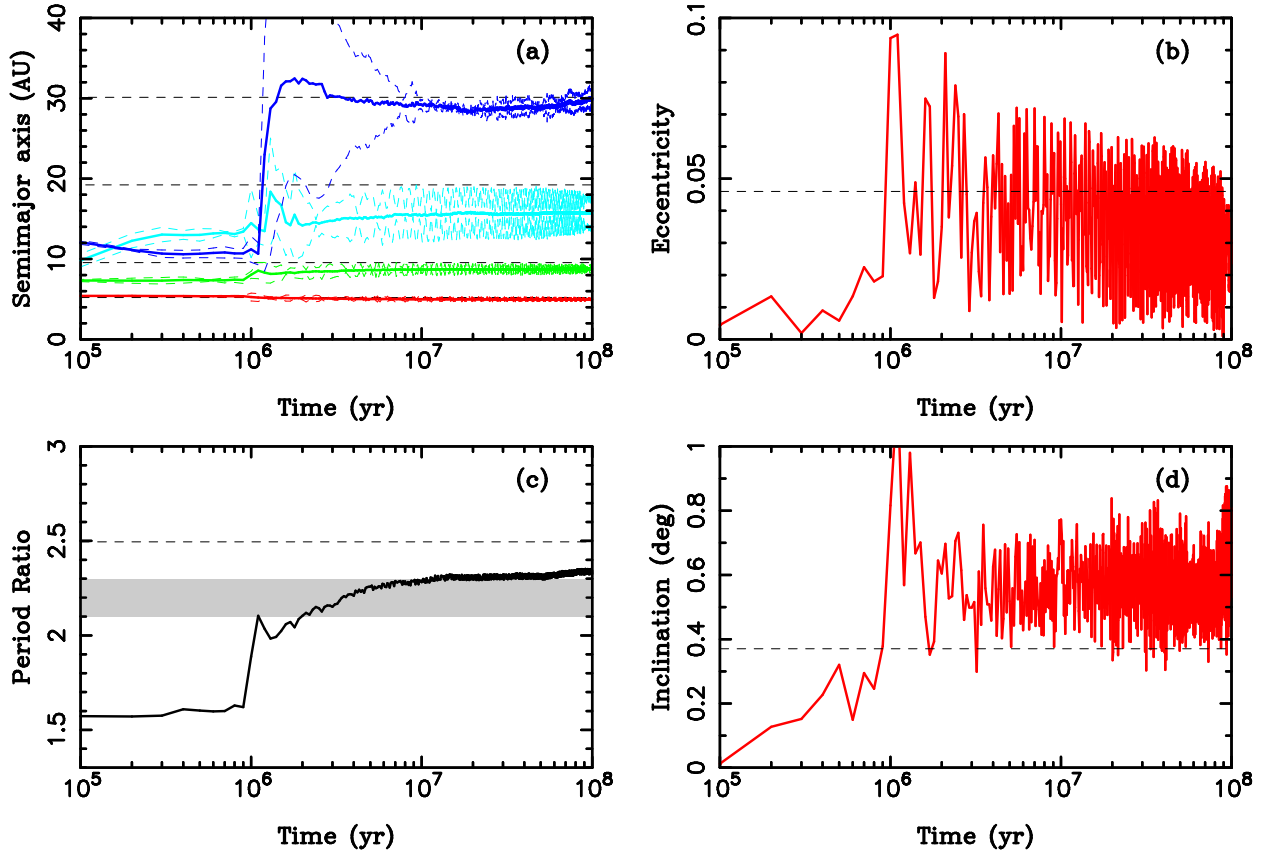 40
30
20
10
0
Semimajor axis (AU)
(a)
10⁵
10⁶
10⁷
10⁸
Time (yr)
0.1
0.05
0
Eccentricity
(b)
10⁵
10⁶
10⁷
10⁸
Time (yr)
3
2.5
2
1.5
Period Ratio
(c)
10⁵
10⁶
10⁷
10⁸
Time (yr)
1
0.8
0.6
0.4
0.2
0
Inclination (deg)
(d)
10⁵
10⁶
10⁷
10⁸
Time (yr)